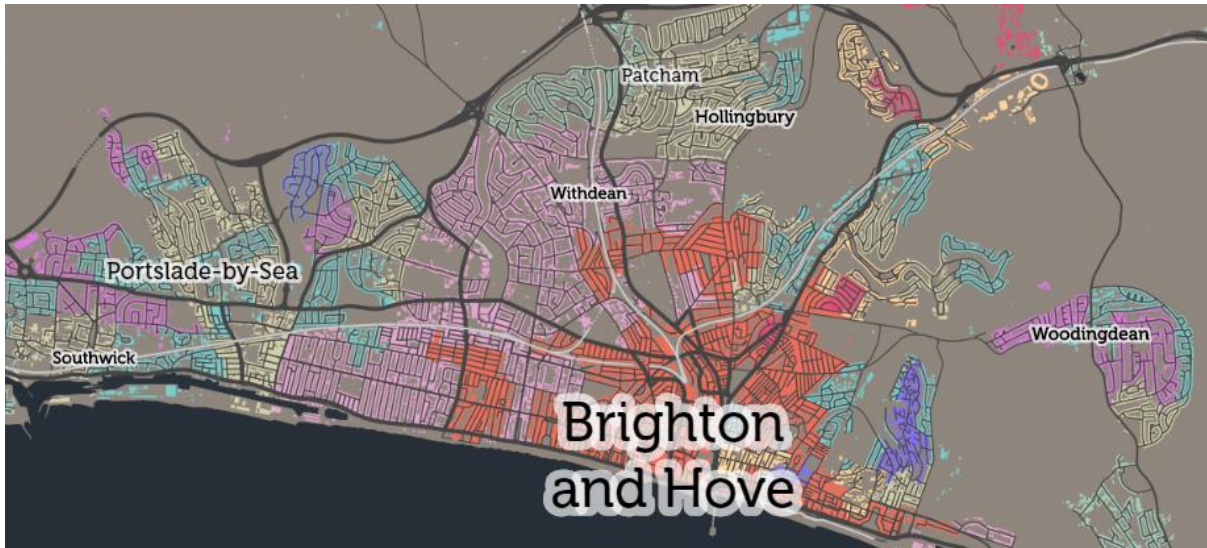 Patcham
Hollingbury
Withdean
Portslade-by-Sea
Woodingdean
Southwick
Brighton
and Hove